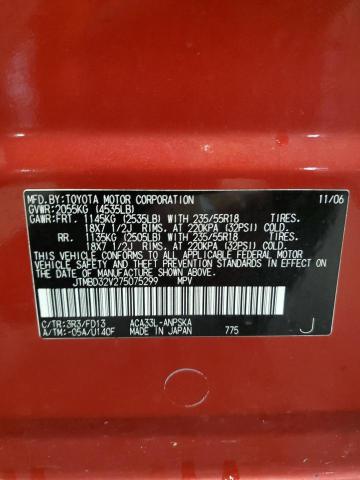 MFD.BY:TOYOTA MOTOR CORPORATION 11/06
GVWR:2055KG (4535LB)
GAWR:FRT. 1145KG (2535LB) WITH 235/55R18 TIRES.
18X7 1/2J RIMS. AT 220KPA (32PSI) COLD.
RR. 1135KG (2505LB) WITH 235/55R18 TIRES.
18X7 1/2J RIMS. AT 220KPA (32PSI) COLD.
THIS VEHICLE CONFORMS TO ALL APPLICABLE FEDERAL MOTOR
VEHICLE SAFETY AND THEFT PREVENTION STANDARDS IN EFFECT
ON THE DATE OF MANUFACTURE SHOWN ABOVE.
JTMBD32V275075299 MPV
C/TR:3R3/FD13 ACA33L-ANPSKA J
A/TM:-05A/U140F MADE IN JAPAN 775